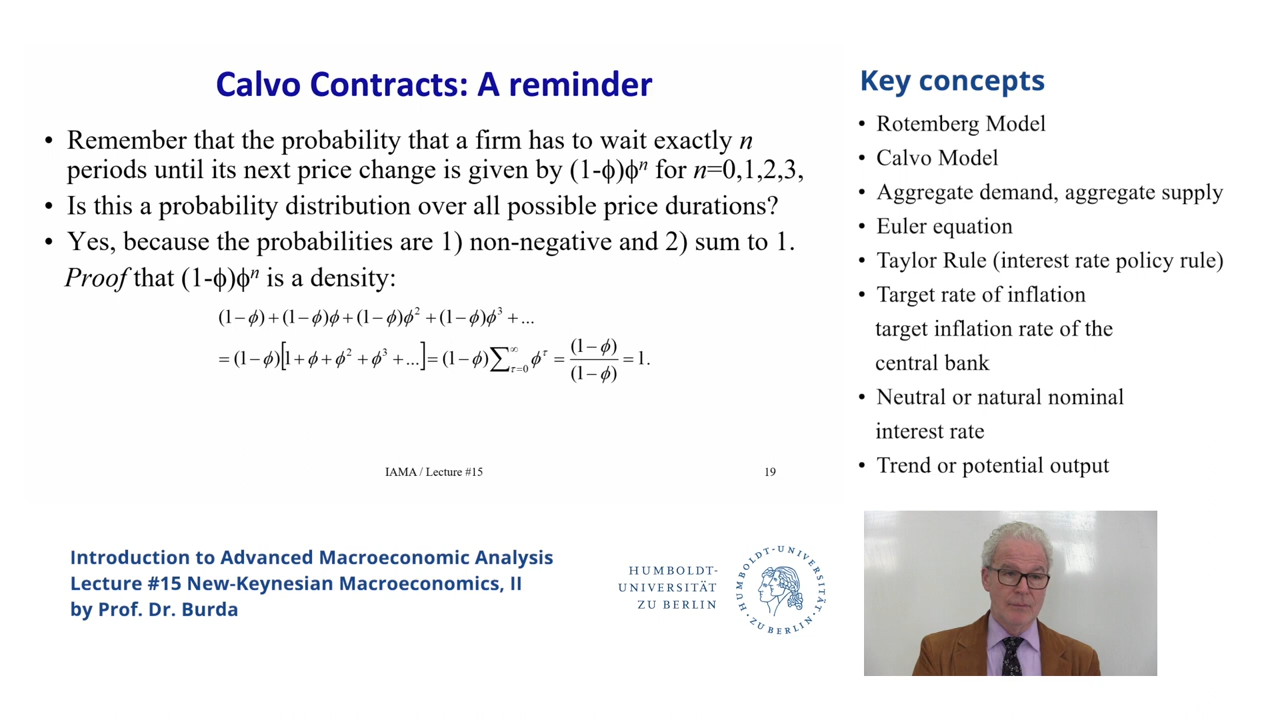 Calvo Contracts: A reminder
• Remember that the probability that a firm has to wait exactly n
periods until its next price change is given by (1-ϕ)ϕⁿ for n=0,1,2,3,
• Is this a probability distribution over all possible price durations?
• Yes, because the probabilities are 1) non-negative and 2) sum to 1.
Proof that (1-ϕ)ϕⁿ is a density:
(1−ϕ)+(1−ϕ)ϕ+(1−ϕ)ϕ²+(1−ϕ)ϕ³+...
=(1−ϕ)[1+ϕ+ϕ²+ϕ³+...]=(1−ϕ)∑_{τ=0}^{∞}ϕ^τ=(1−ϕ)/(1−ϕ)=1.
IAMA / Lecture #15
19
Key concepts
• Rotemberg Model
• Calvo Model
• Aggregate demand, aggregate supply
• Euler equation
• Taylor Rule (interest rate policy rule)
• Target rate of inflation
target inflation rate of the
central bank
• Neutral or natural nominal
interest rate
• Trend or potential output
Introduction to Advanced Macroeconomic Analysis
Lecture #15 New-Keynesian Macroeconomics, II
by Prof. Dr. Burda
HUMBOLDT-
UNIVERSITÄT
ZU BERLIN
HUMBOLDT-UNIVERSITÄT
ZU BERLIN